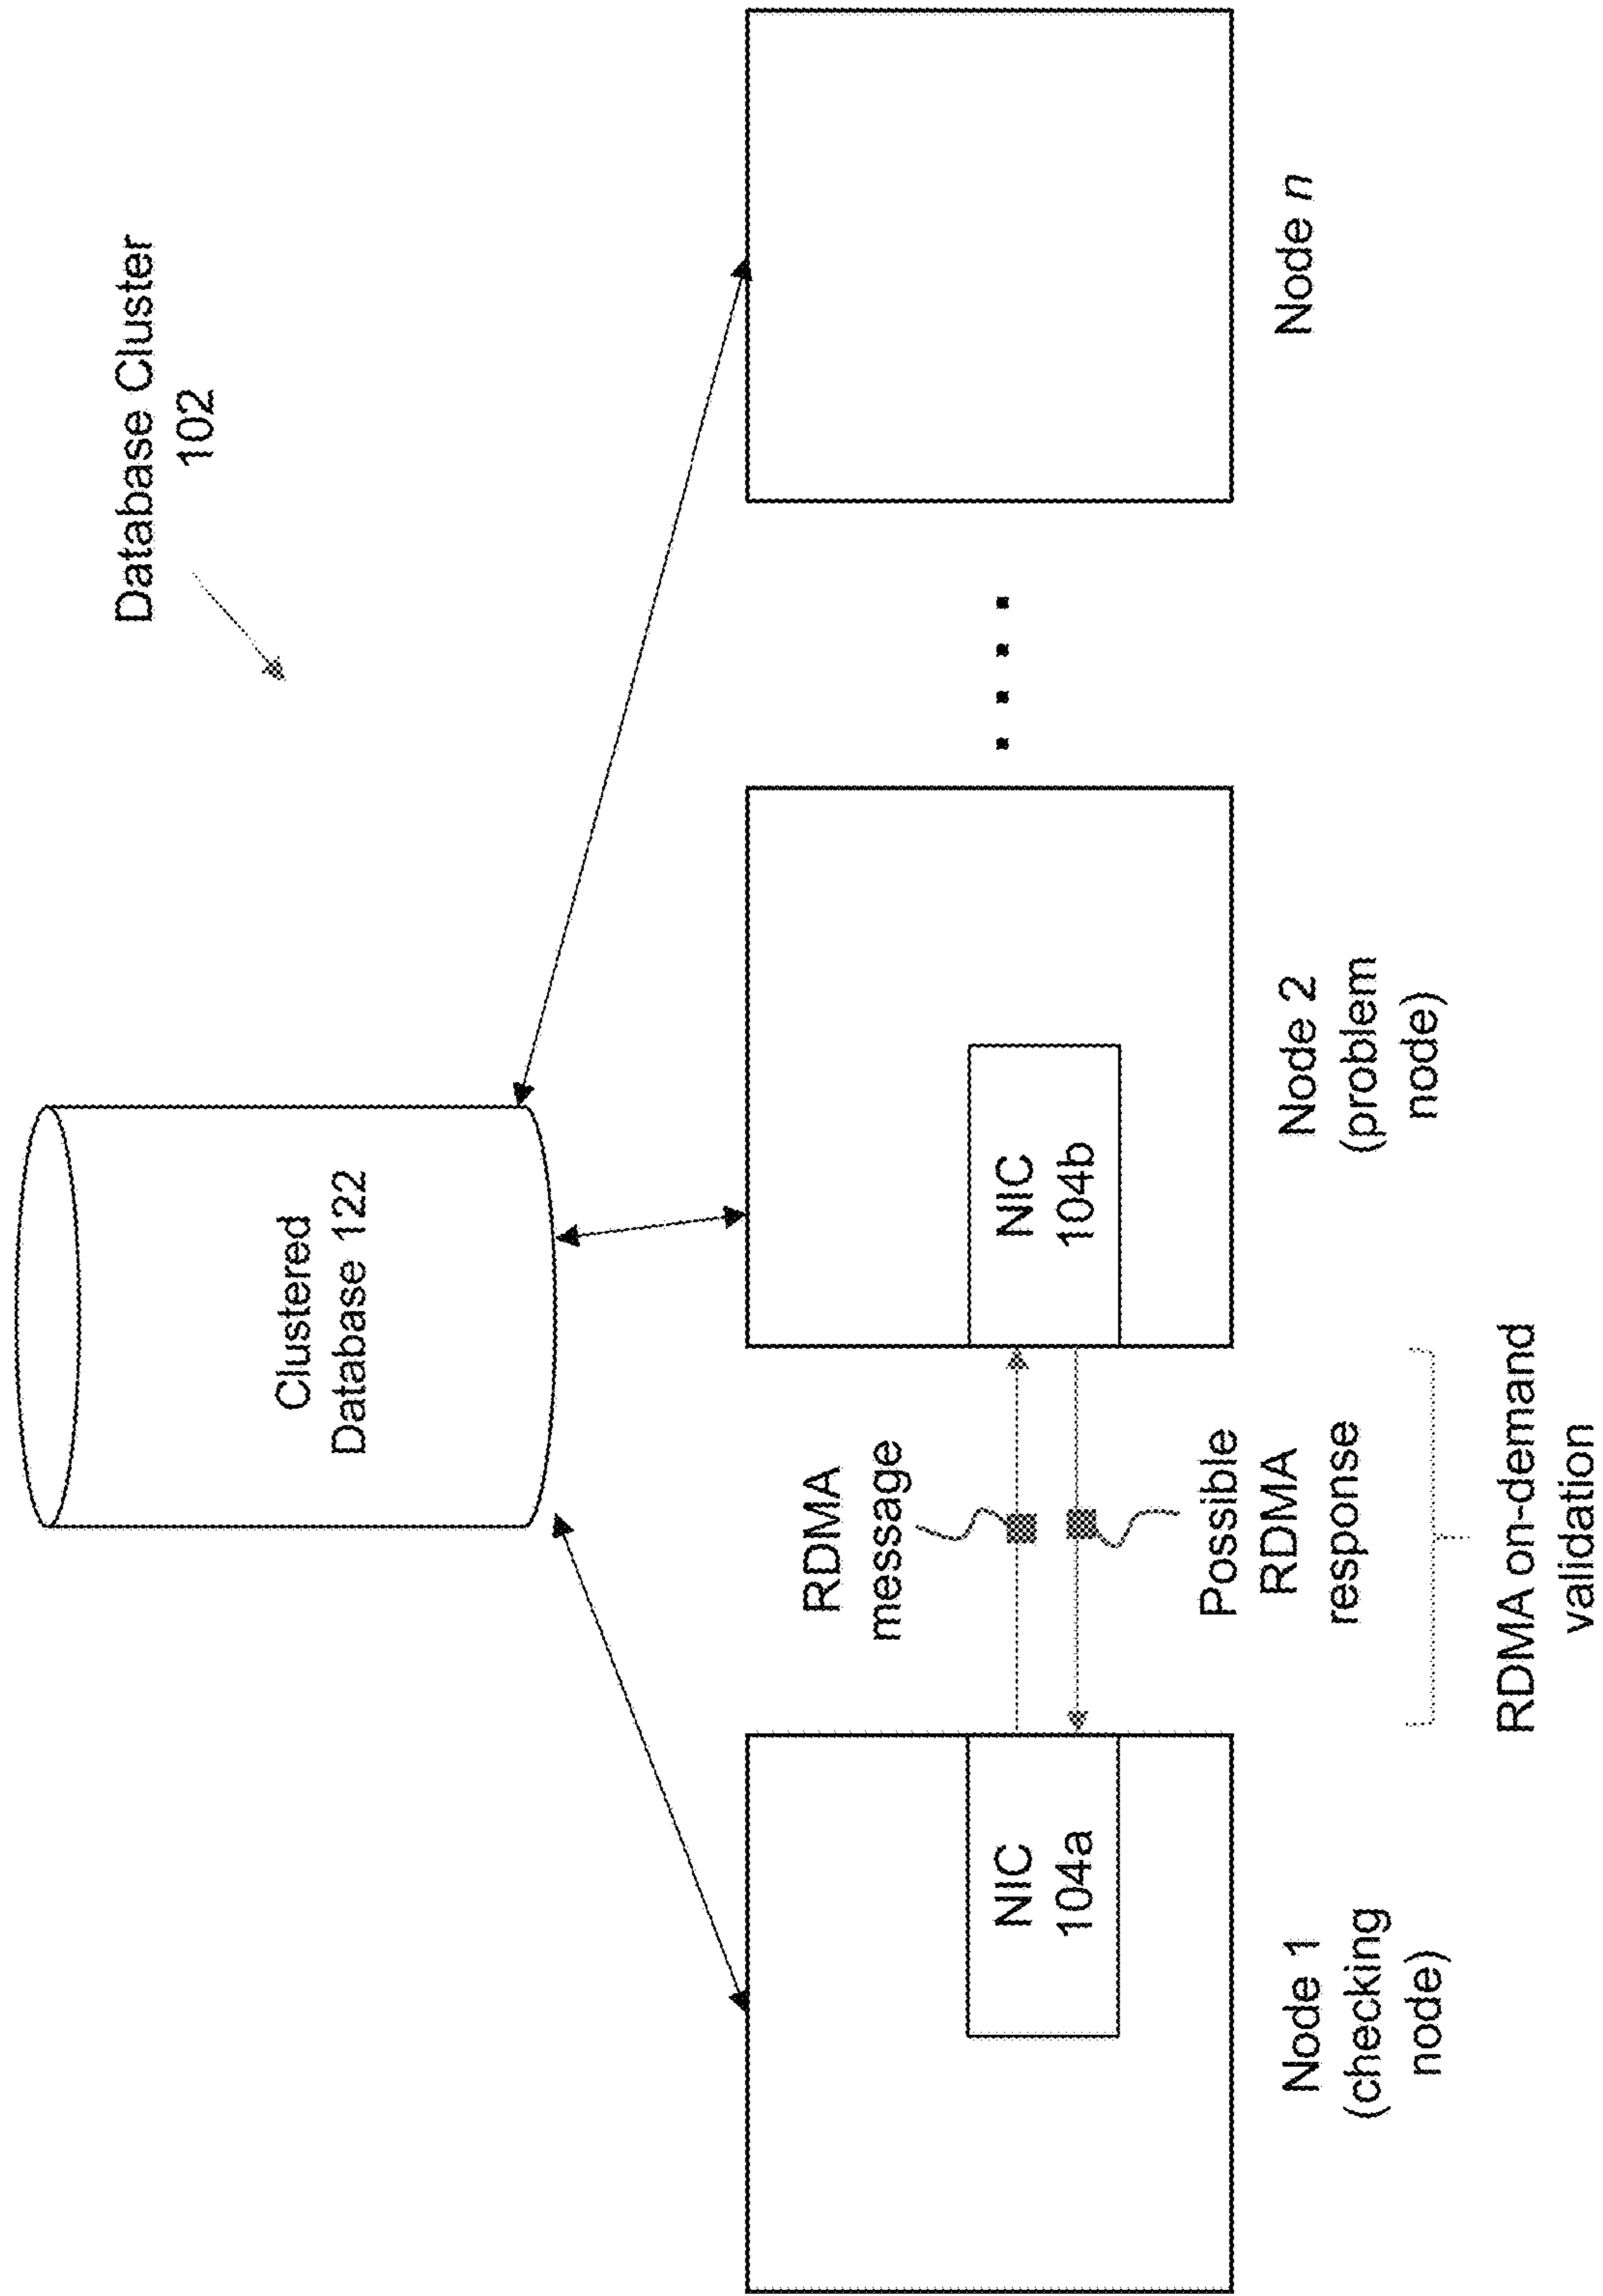 Database Cluster
102
Clustered
Database 122
RDMA
message
NIC
104a
NIC
104b
Possible
RDMA
response
Node 1
(checking
node)
Node 2
(problem
node)
Node n
RDMA on-demand
validation